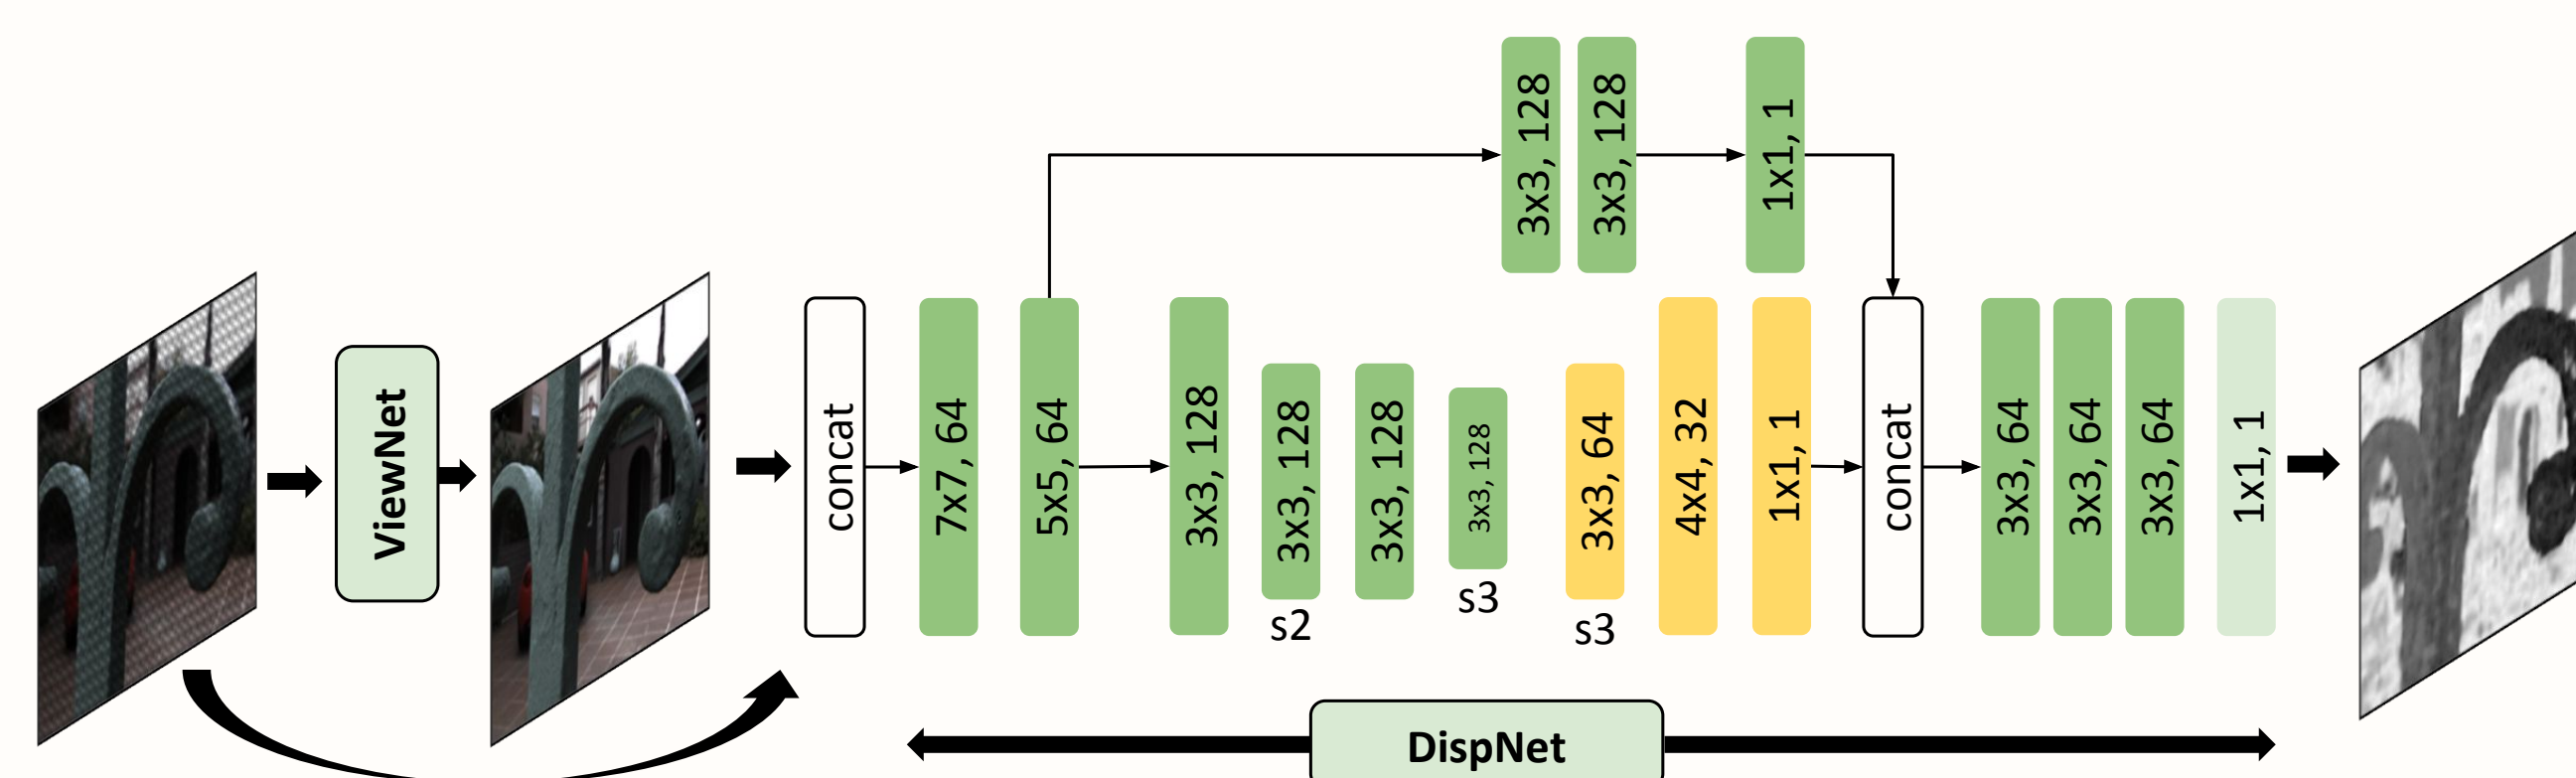 3x3, 128
3x3, 128
1x1, 1
ViewNet
concat
7x7, 64
5x5, 64
3x3, 128
3x3, 128
s2
3x3, 128
3x3, 128
s3
3x3, 64
s3
4x4, 32
1x1, 1
concat
3x3, 64
3x3, 64
3x3, 64
1x1, 1
DispNet